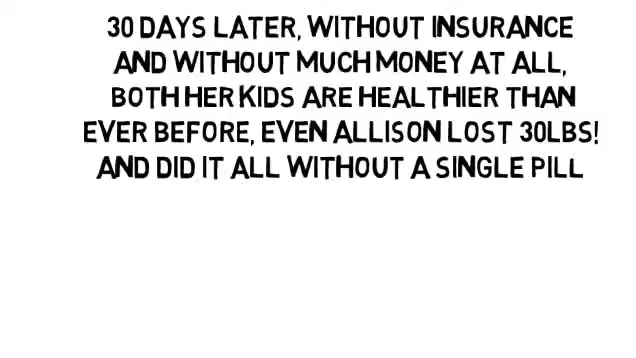 30 DAYS LATER, WITHOUT INSURANCE
AND WITHOUT MUCH MONEY AT ALL,
BOTH HER KIDS ARE HEALTHIER THAN
EVER BEFORE, EVEN ALLISON LOST 30LBS!
AND DID IT ALL WITHOUT A SINGLE PILL